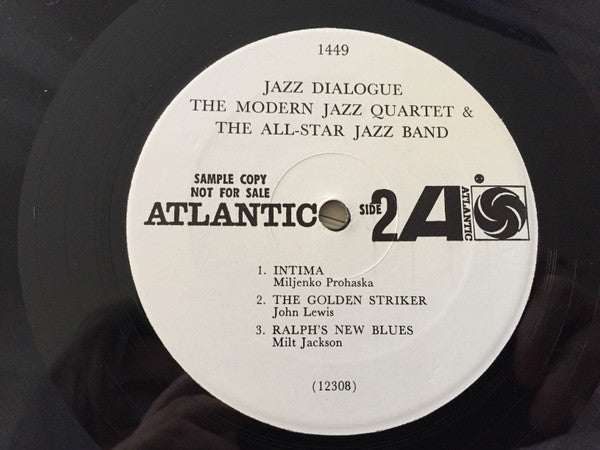 1449
JAZZ DIALOGUE
THE MODERN JAZZ QUARTET &
THE ALL-STAR JAZZ BAND
SAMPLE COPY
NOT FOR SALE
ATLANTIC SIDE 2 A ATLANTIC
1. INTIMA
Miljenko Prohaska
2. THE GOLDEN STRIKER
John Lewis
3. RALPH'S NEW BLUES
Milt Jackson
(12308)